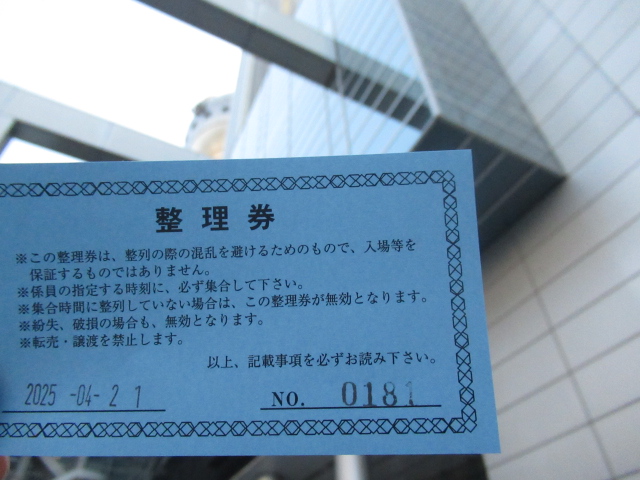 整理券
※この整理券は、整列の際の混乱を避けるためのもので、入場等を
保証するものではありません。
※係員の指定する時刻に、必ず集合して下さい。
※集合時間に整列していない場合は、この整理券が無効となります。
※紛失、破損の場合も、無効となります。
※転売・譲渡を禁止します。
以上、記載事項を必ずお読み下さい。
2025 -04- 2 1
NO. 0181